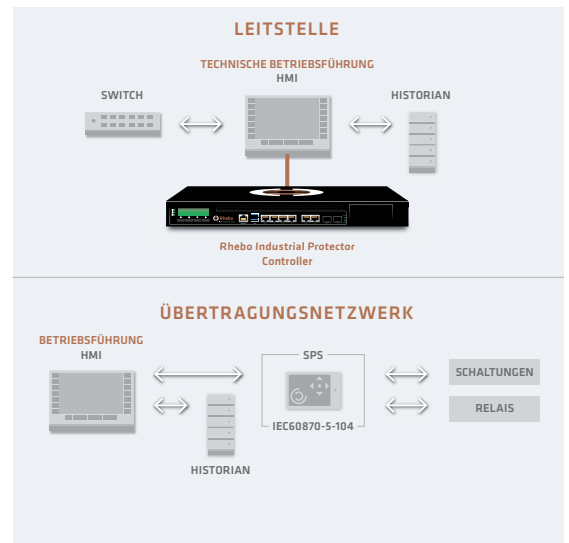 LEITSTELLE
TECHNISCHE BETRIEBSFÜHRUNG
HMI
SWITCH
HISTORIAN
Rhebo
Rhebo Industrial Protector
Controller
ÜBERTRAGUNGSNETZWERK
BETRIEBSFÜHRUNG
HMI
SPS
SCHALTUNGEN
RELAIS
IEC60870-5-104
HISTORIAN